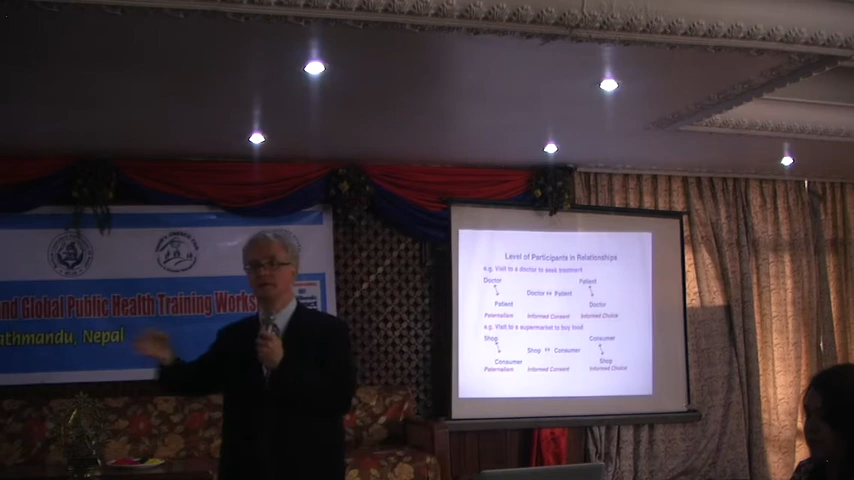 and Global Public Health Training Works
athmandu, Nepal
Level of Participants in Relationships
e.g. Visit to a doctor to seek treatment
Doctor
Patient
Doctor ↔ Patient
Patient
Doctor
Paternalism
Informed Consent
Informed Choice
e.g. Visit to a supermarket to buy food
Shop
Consumer
Shop ↔ Consumer
Consumer
Shop
Paternalism
Informed Consent
Informed Choice